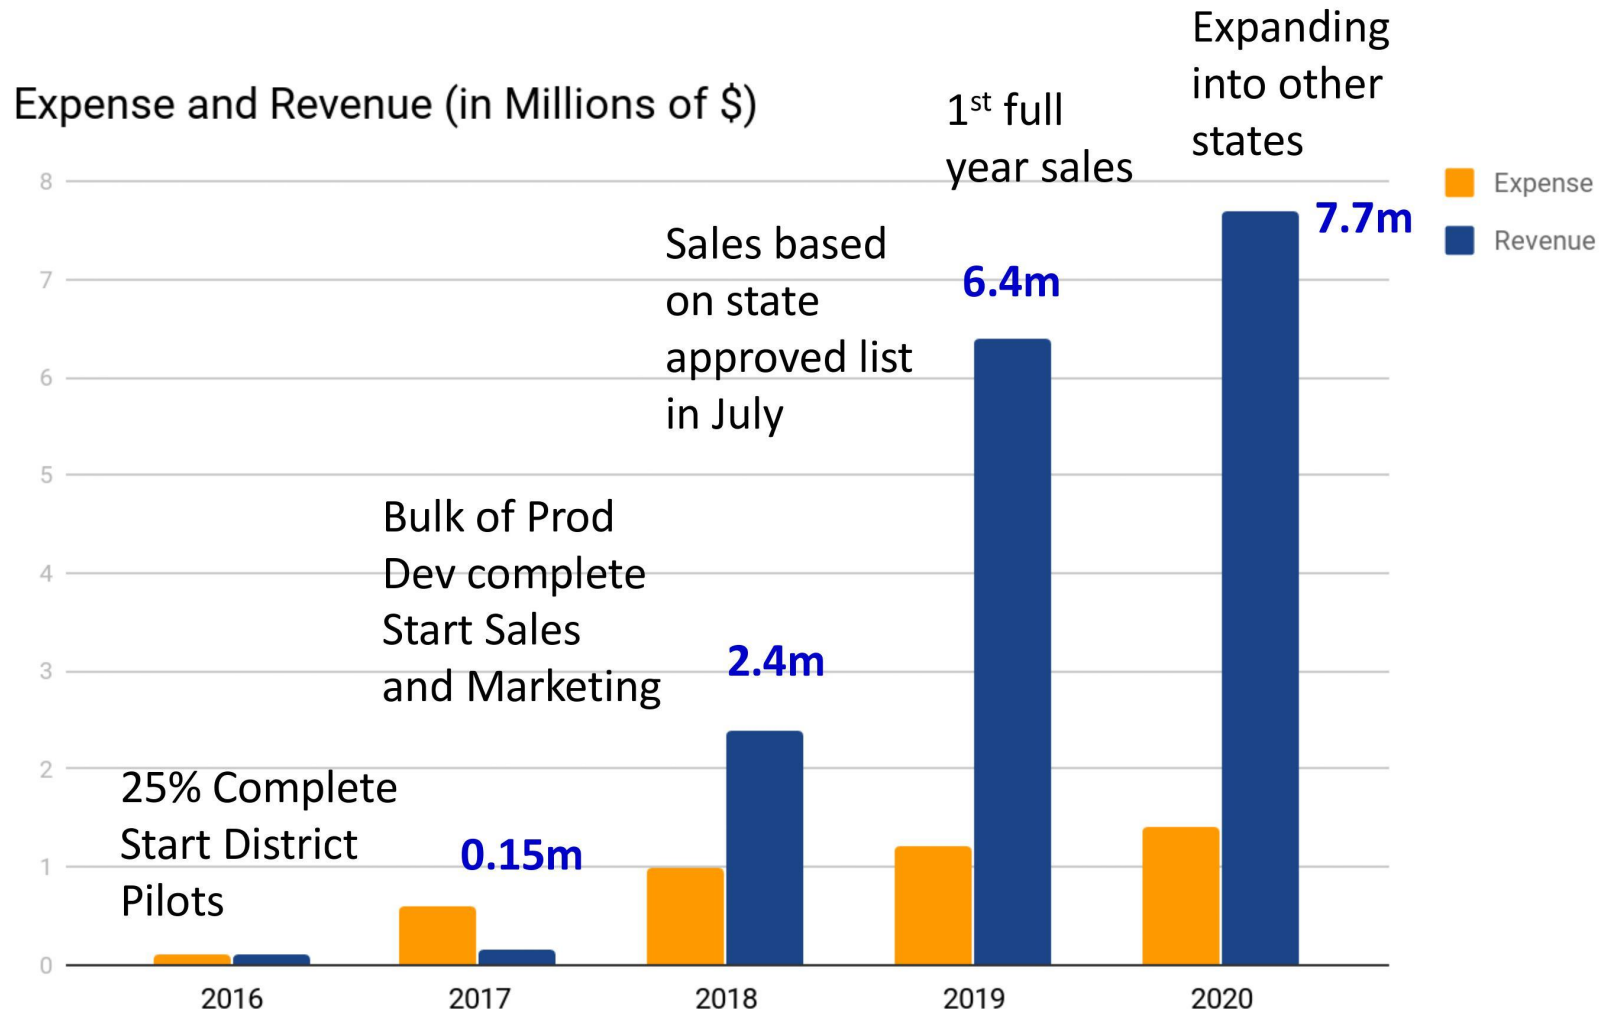 Expense and Revenue (in Millions of $)
Expanding
into other
states
1st full
year sales
Expense
Revenue
7.7m
6.4m
Sales based
on state
approved list
in July
Bulk of Prod
Dev complete
Start Sales
and Marketing
2.4m
25% Complete
Start District
Pilots
0.15m
8
7
6
5
4
3
2
1
0
2016
2017
2018
2019
2020